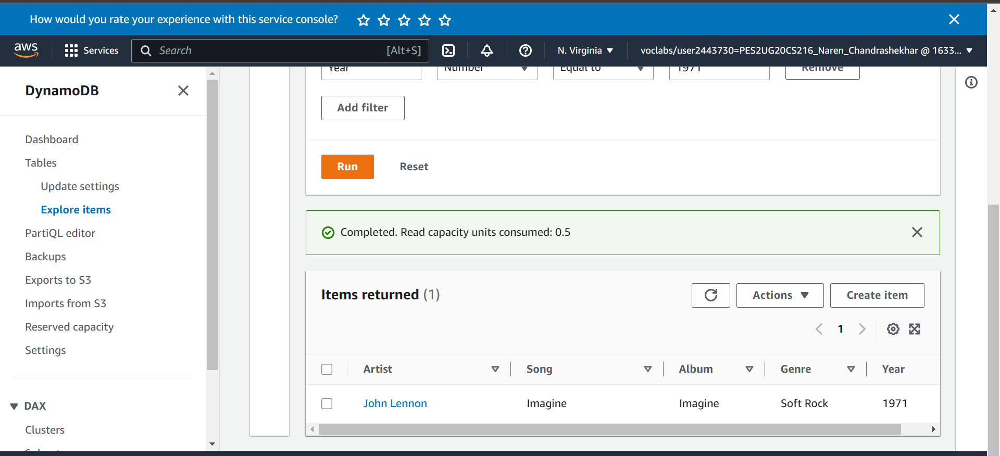 How would you rate your experience with this service console?
aws
Services
Search
[Alt+S]
N. Virginia
voclabs/user2443730=PES2UG20CS216_Naren_Chandrashekhar @ 1633...
DynamoDB
Dashboard
Tables
Update settings
Explore items
PartiQL editor
Backups
Exports to S3
Imports from S3
Reserved capacity
Settings
DAX
Clusters
Year
Number
Equal to
1971
Remove
Add filter
Run
Reset
Completed. Read capacity units consumed: 0.5
Items returned (1)
Actions
Create item
1
Artist Song Album Genre Year
John Lennon Imagine Imagine Soft Rock 1971